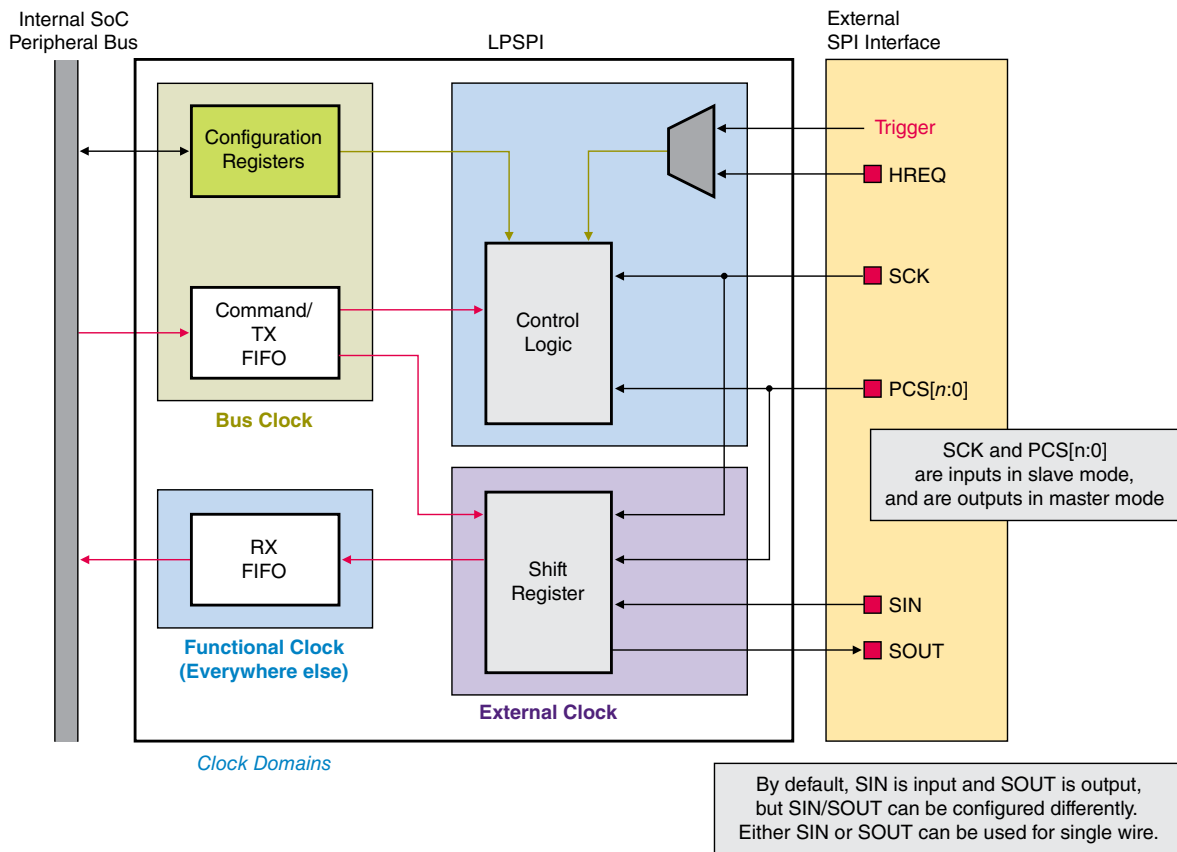 Internal SoC
Peripheral Bus
LPSPI
External
SPI Interface
Configuration
Registers
Trigger
HREQ
SCK
Command/
TX
FIFO
Control
Logic
PCS[n:0]
Bus Clock
SCK and PCS[n:0]
are inputs in slave mode,
and are outputs in master mode
RX
FIFO
Shift
Register
SIN
SOUT
Functional Clock
(Everywhere else)
External Clock
Clock Domains
By default, SIN is input and SOUT is output,
but SIN/SOUT can be configured differently.
Either SIN or SOUT can be used for single wire.